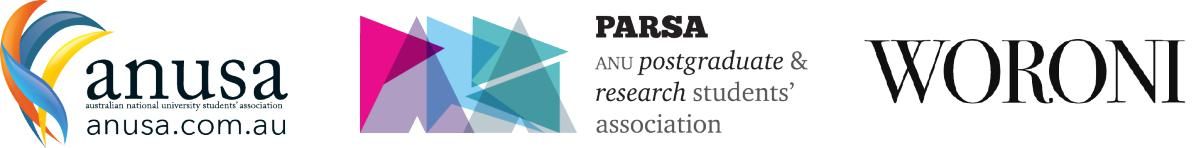 anusa
australian national university students' association
anusa.com.au
PARSA
ANU postgraduate &
research students'
association
WORONI